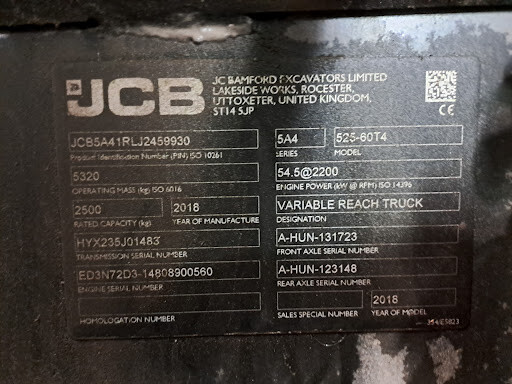 JCB
JC BAMFORD EXCAVATORS LIMITED
LAKESIDE WORKS, ROCESTER,
UTTOXETER, UNITED KINGDOM,
ST14 5JP
CE
JCB5A41RLJ2459930
Product Identification Number (PIN) ISO 10261
5A4
SERIES
525-60T4
MODEL
5320
OPERATING MASS (kg) ISO 6016
54.5@2200
ENGINE POWER (kW @ RPM) ISO 14396
2500
RATED CAPACITY (kg)
2018
YEAR OF MANUFACTURE
VARIABLE REACH TRUCK
DESIGNATION
HYX235J01483
TRANSMISSION SERIAL NUMBER
A-HUN-131723
FRONT AXLE SERIAL NUMBER
ED3N72D3-14808900560
ENGINE SERIAL NUMBER
A-HUN-123148
REAR AXLE SERIAL NUMBER
HOMOLOGATION NUMBER
SALES SPECIAL NUMBER
2018
YEAR OF MODEL